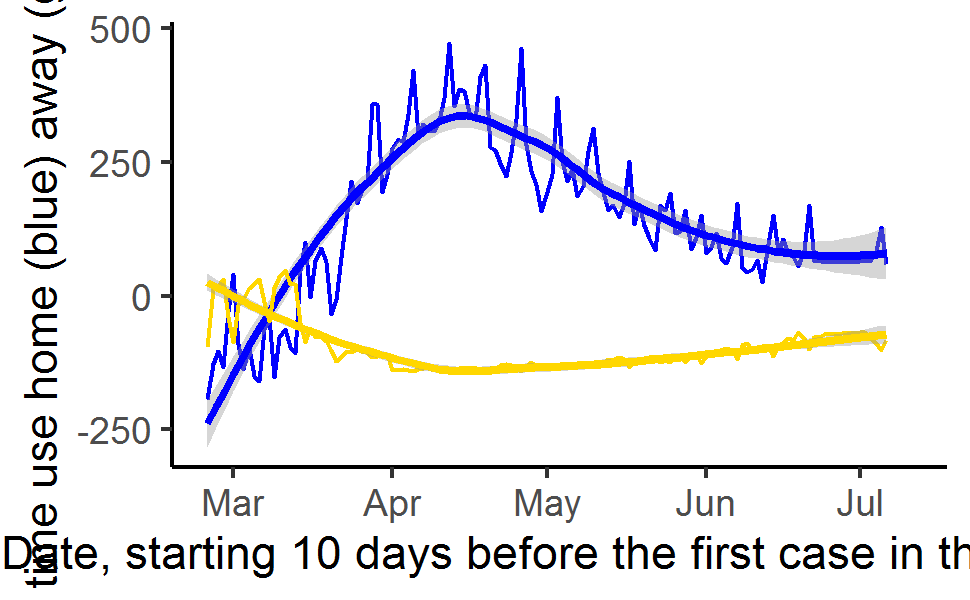 time use home (blue) away (
500
250
0
-250
Mar Apr May Jun Jul
Date, starting 10 days before the first case in th